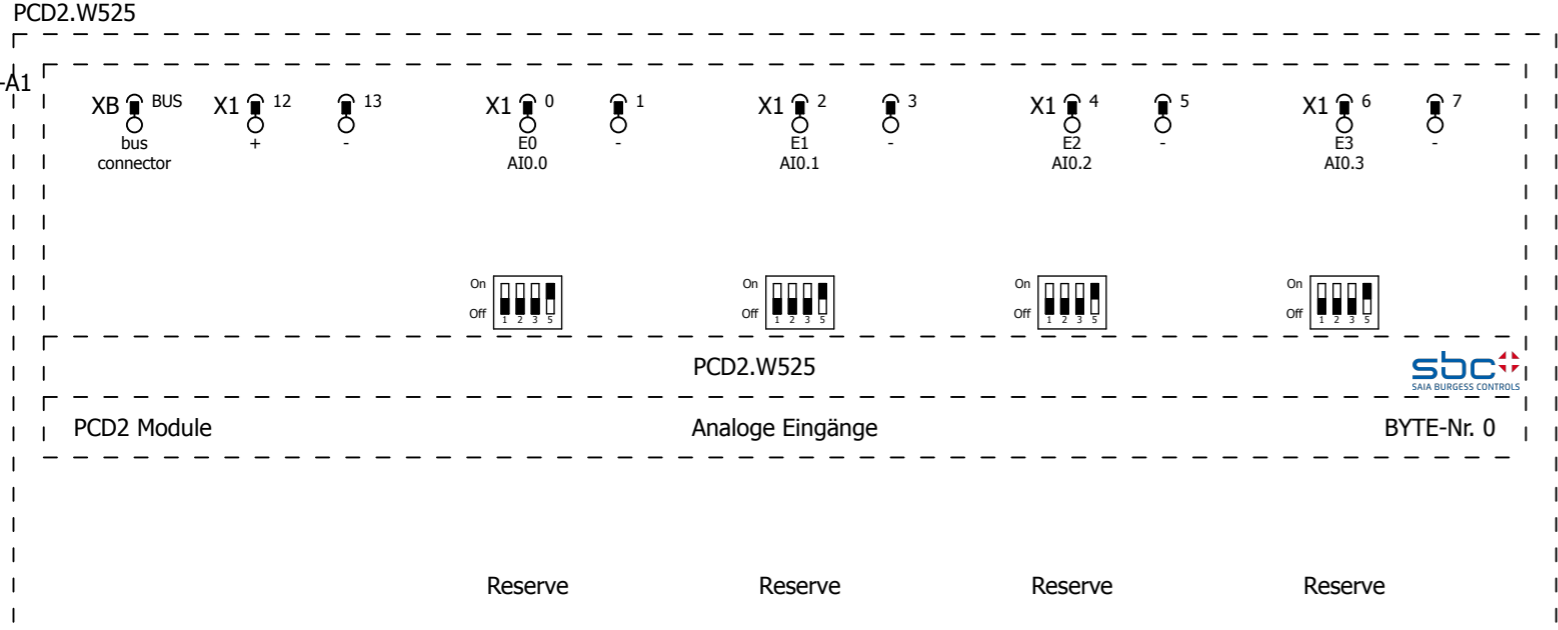 PCD2.W525
-A1
XB BUS X1 12 13 X1 0 1 X1 2 3 X1 4 5 X1 6 7
bus + - E0 - E1 - E2 - E3 -
connector AI0.0 AI0.1 AI0.2 AI0.3
On On On On
Off 1 2 3 5 Off 1 2 3 5 Off 1 2 3 5 Off 1 2 3 5
PCD2.W525 sbc
SAIA BURGESS CONTROLS
PCD2 Module Analoge Eingänge BYTE-Nr. 0
Reserve Reserve Reserve Reserve